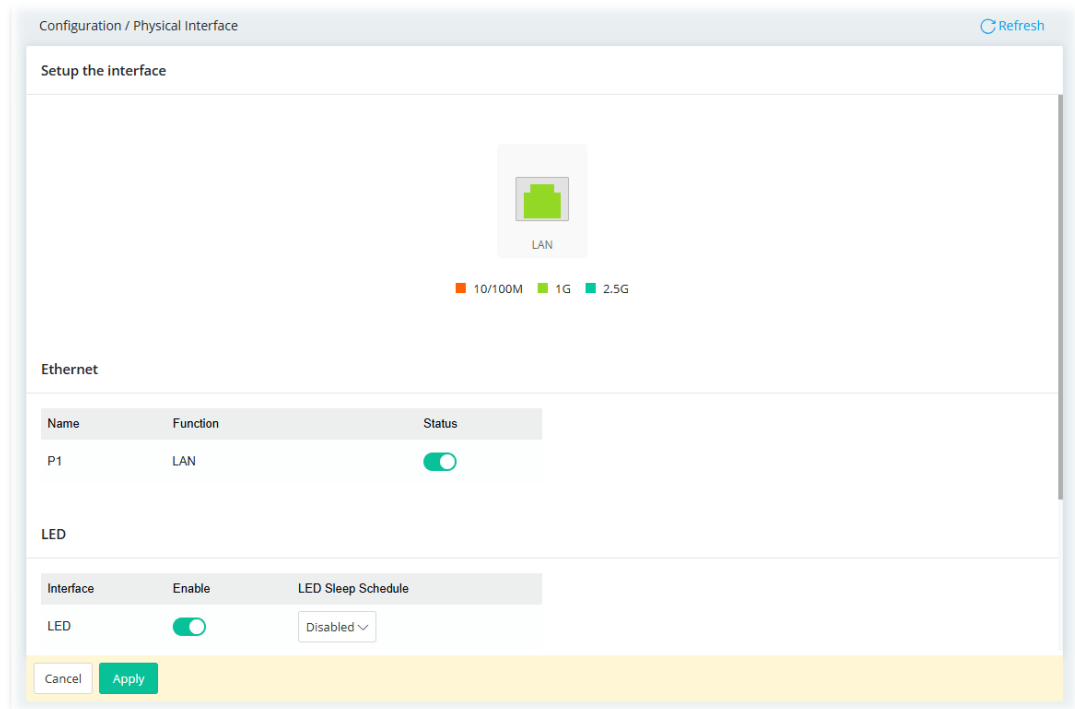 Configuration / Physical Interface
Refresh
Setup the interface
LAN
10/100M 1G 2.5G
Ethernet
Name Function Status
P1 LAN
LED
Interface Enable LED Sleep Schedule
LED Disabled
Cancel Apply